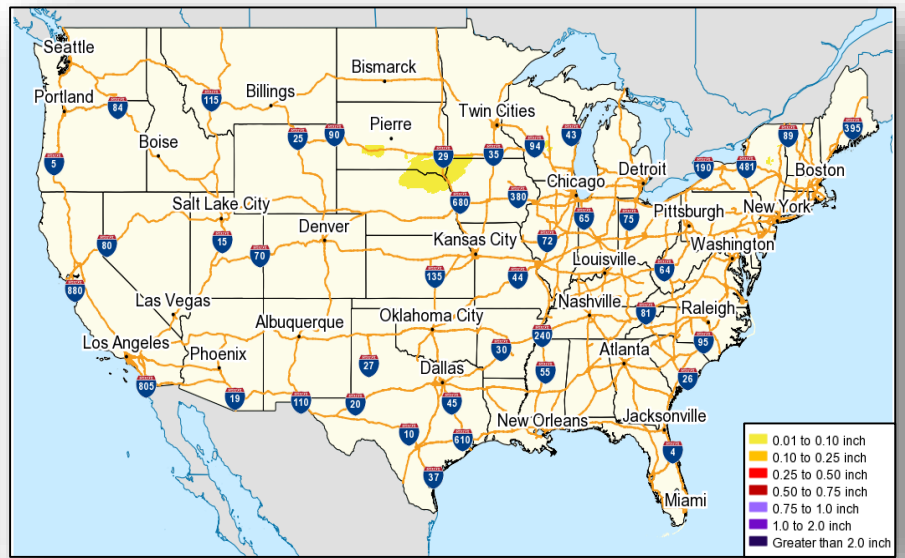 Seattle
Bismarck
Portland
84
115
Billings
Twin Cities
Pierre
Boise
25
90
29
35
94
43
89
395
5
190
481
Boston
Detroit
Chicago
380
680
Salt Lake City
65
75
Pittsburgh
New York
Denver
80
15
70
Kansas City
72
Washington
Louisville
64
135
44
880
Las Vegas
Albuquerque
Oklahoma City
Nashville
81
Raleigh
Los Angeles
Phoenix
240
95
30
Atlanta
27
Dallas
55
26
805
19
110
20
45
10
610
New Orleans
Jacksonville
4
37
Miami
0.01 to 0.10 inch
0.10 to 0.25 inch
0.25 to 0.50 inch
0.50 to 0.75 inch
0.75 to 1.0 inch
1.0 to 2.0 inch
Greater than 2.0 inch